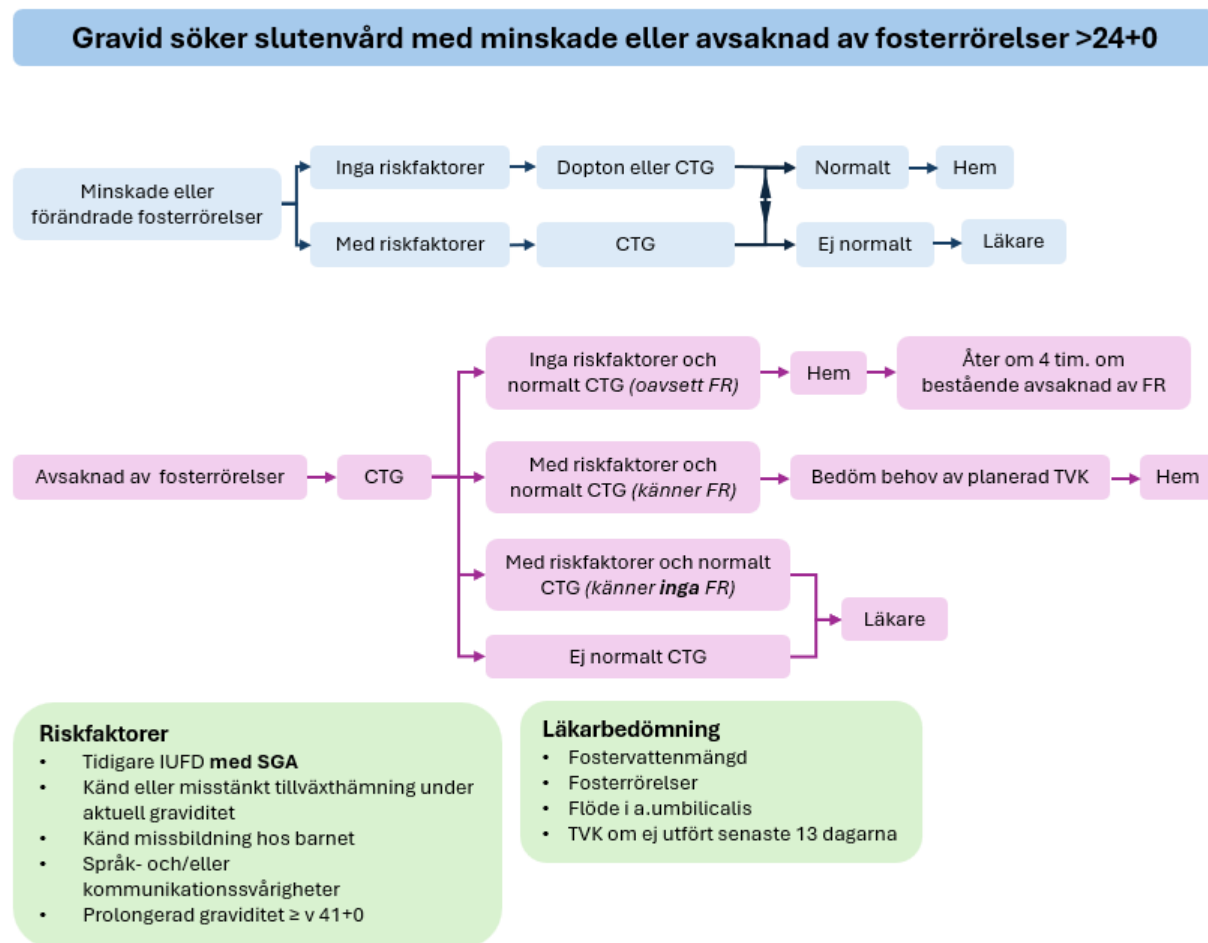 Gravid söker slutenvård med minskade eller avsaknad av fosterrörelser >24+0
Minskade eller
förändrade fosterrörelser
Inga riskfaktorer
Dopton eller CTG
Normalt
Hem
Med riskfaktorer
CTG
Ej normalt
Läkare
Avsaknad av fosterrörelser
CTG
Inga riskfaktorer och
normalt CTG (oavsett FR)
Hem
Åter om 4 tim. om
bestående avsaknad av FR
Med riskfaktorer och
normalt CTG (känner FR)
Bedöm behov av planerad TVK
Hem
Med riskfaktorer och normalt
CTG (känner inga FR)
Ej normalt CTG
Läkare
Riskfaktorer
• Tidigare IUFD med SGA
• Känd eller misstänkt tillväxthämning under
aktuell graviditet
• Känd missbildning hos barnet
• Språk- och/eller
kommunikationssvårigheter
• Prolongerad graviditet ≥ v 41+0
Läkarbedömning
• Fostervattenmängd
• Fosterrörelser
• Flöde i a.umbilicalis
• TVK om ej utfört senaste 13 dagarna